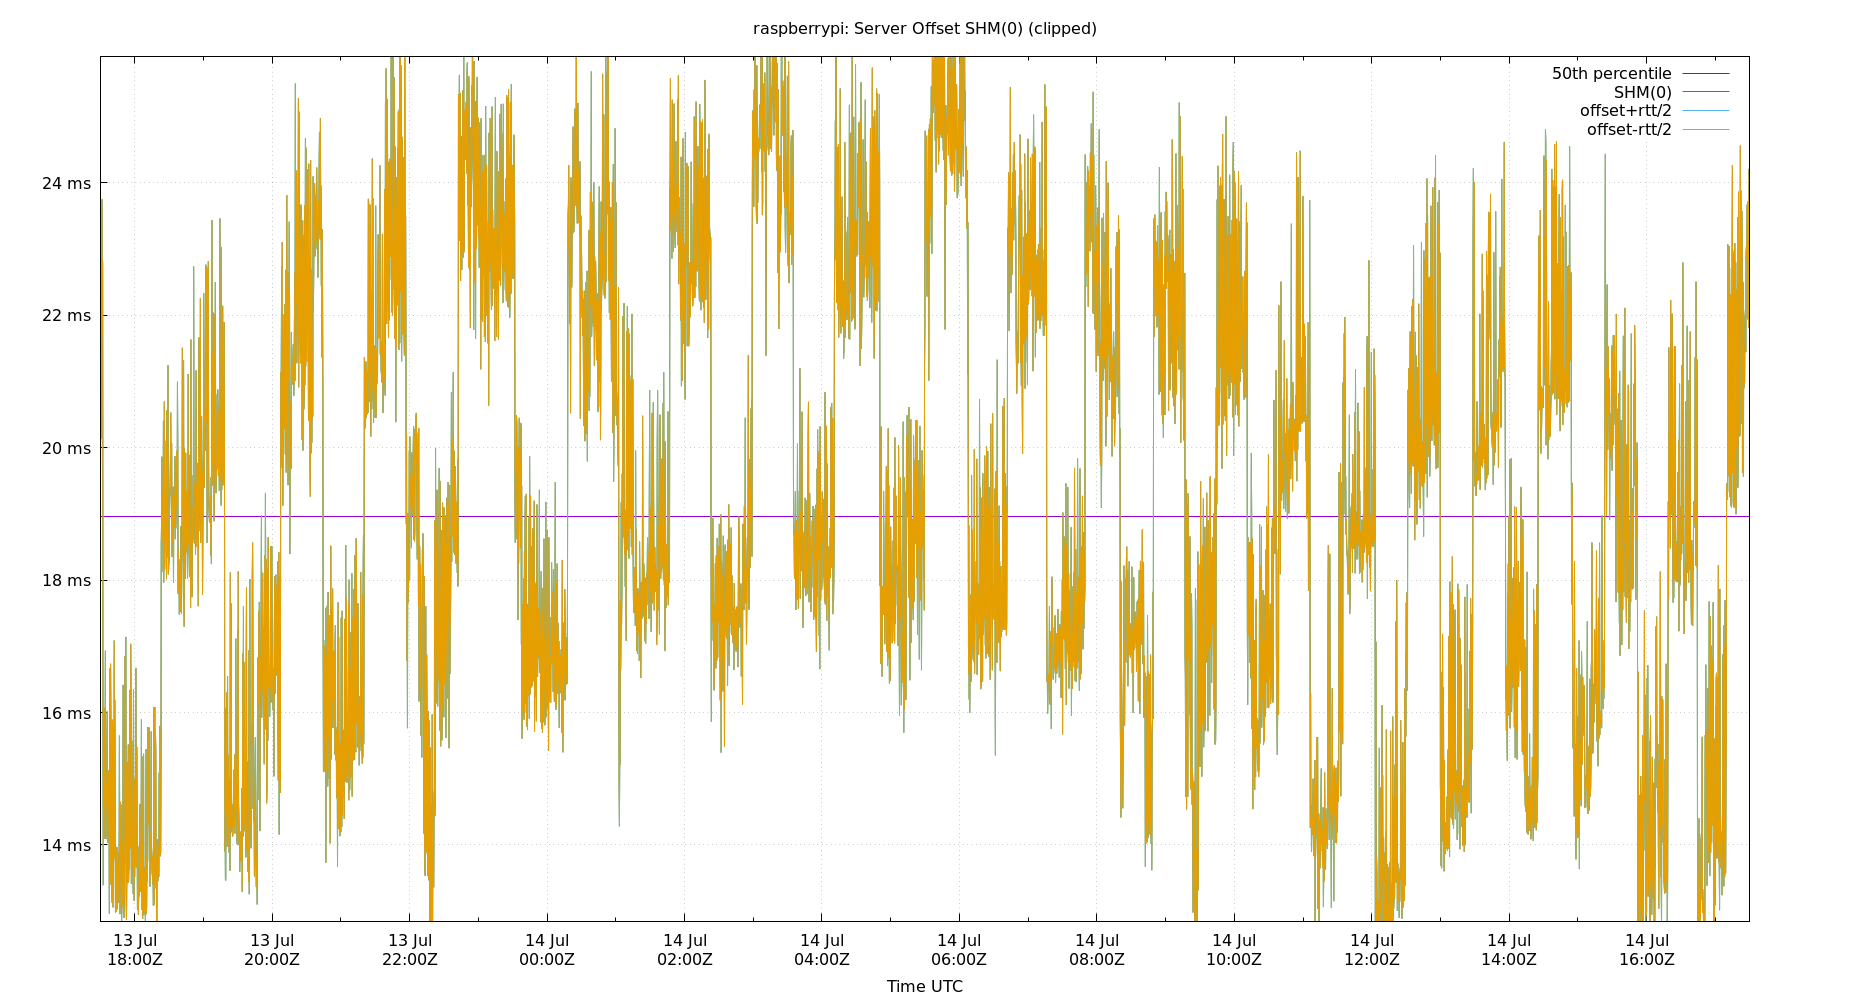 raspberrypi: Server Offset SHM(0) (clipped)
50th percentile
SHM(0)
offset+rtt/2
offset-rtt/2
24 ms
22 ms
20 ms
18 ms
16 ms
14 ms
13 Jul 13 Jul 13 Jul 14 Jul 14 Jul 14 Jul 14 Jul 14 Jul 14 Jul 14 Jul 14 Jul 14 Jul
18:00Z 20:00Z 22:00Z 00:00Z 02:00Z 04:00Z 06:00Z 08:00Z 10:00Z 12:00Z 14:00Z 16:00Z
Time UTC